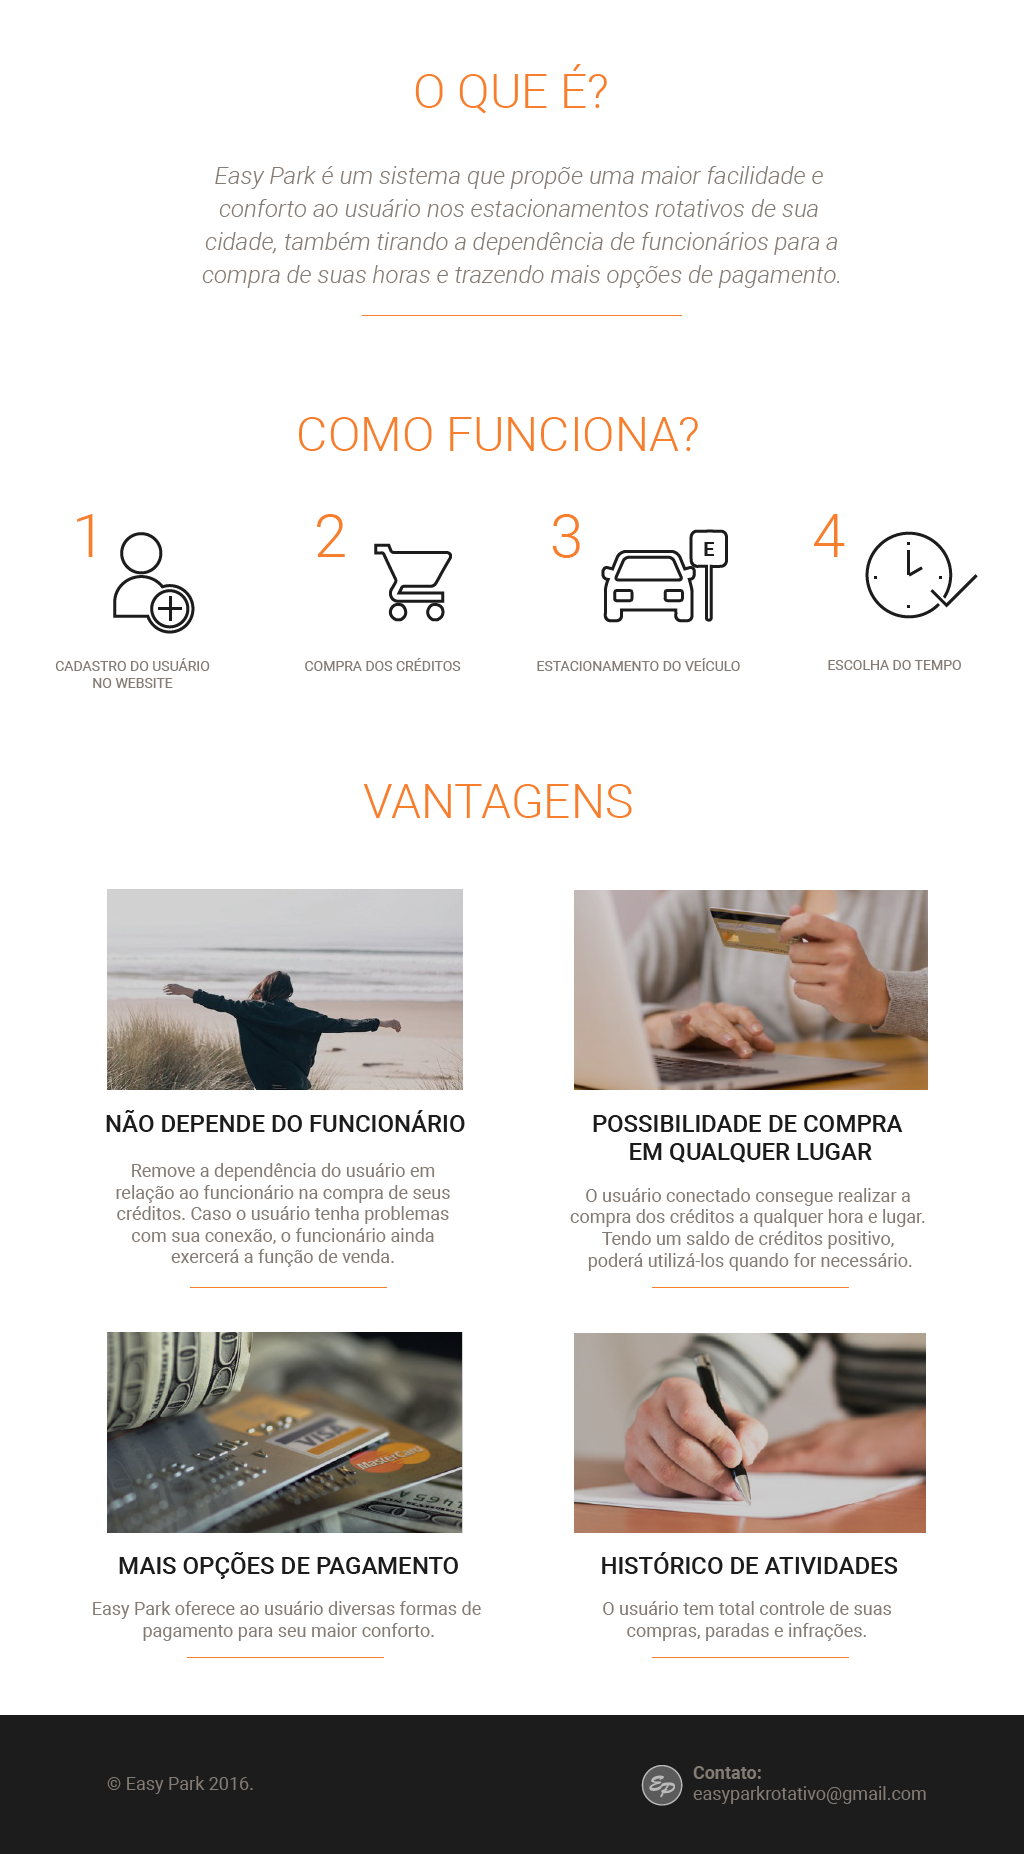 O QUE É?
Easy Park é um sistema que propõe uma maior facilidade e
conforto ao usuário nos estacionamentos rotativos de sua
cidade, também tirando a dependência de funcionários para a
compra de suas horas e trazendo mais opções de pagamento.
COMO FUNCIONA?
1
CADASTRO DO USUÁRIO
NO WEBSITE
2
COMPRA DOS CRÉDITOS
3
E
ESTACIONAMENTO DO VEÍCULO
4
ESCOLHA DO TEMPO
VANTAGENS
NÃO DEPENDE DO FUNCIONÁRIO
Remove a dependência do usuário em
relação ao funcionário na compra de seus
créditos. Caso o usuário tenha problemas
com sua conexão, o funcionário ainda
exercerá a função de venda.
POSSIBILIDADE DE COMPRA
EM QUALQUER LUGAR
O usuário conectado consegue realizar a
compra dos créditos a qualquer hora e lugar.
Tendo um saldo de créditos positivo,
poderá utilizá-los quando for necessário.
VISA
MasterCard
MAIS OPÇÕES DE PAGAMENTO
Easy Park oferece ao usuário diversas formas de
pagamento para seu maior conforto.
HISTÓRICO DE ATIVIDADES
O usuário tem total controle de suas
compras, paradas e infrações.
© Easy Park 2016.
EP
Contato:
easyparkrotativo@gmail.com